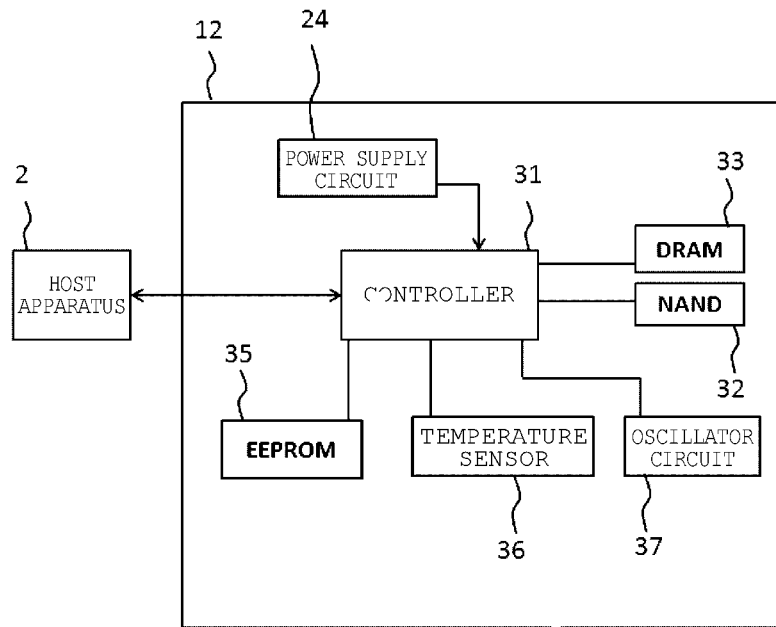 12
24
POWER SUPPLY
CIRCUIT
2
31
33
HOST
APPARATUS
CONTROLLER
DRAM
NAND
32
35
EEPROM
TEMPERATURE
SENSOR
OSCILLATOR
CIRCUIT
36
37